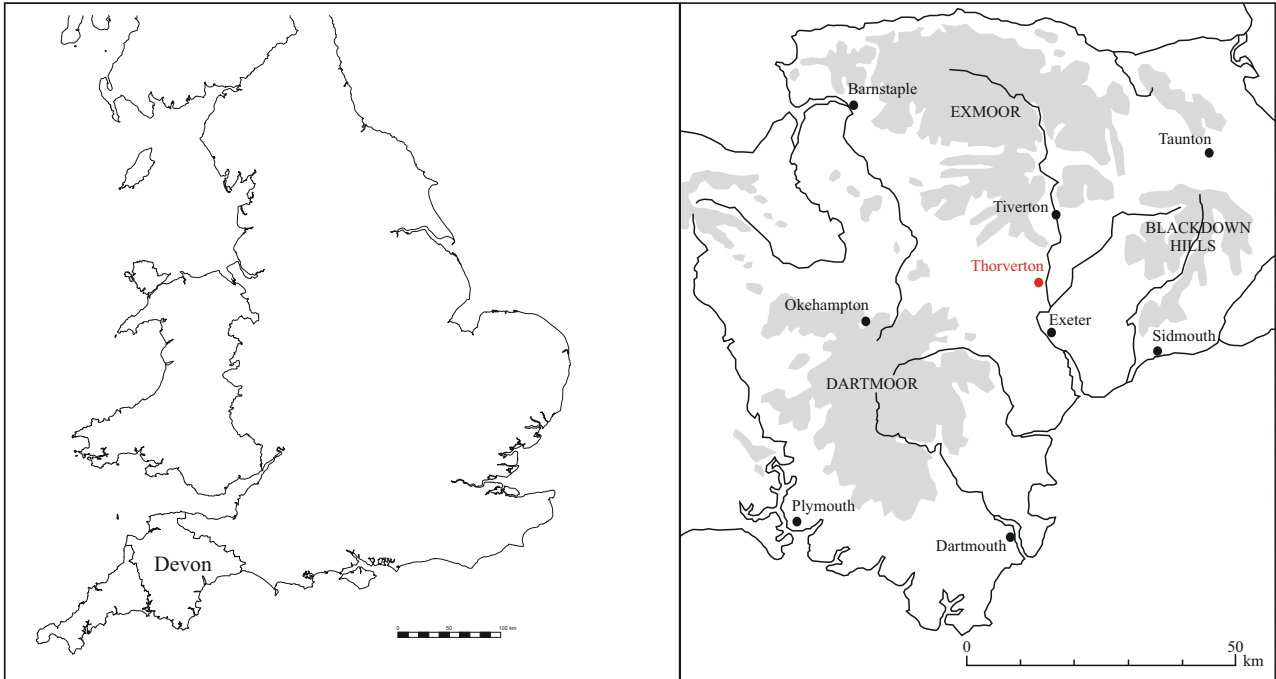 Devon
0 50 100 km
Barnstaple
EXMOOR
Taunton
Tiverton
BLACKDOWN
HILLS
Thorverton
Okehampton
Exeter
Sidmouth
DARTMOOR
Plymouth
Dartmouth
0 50
km